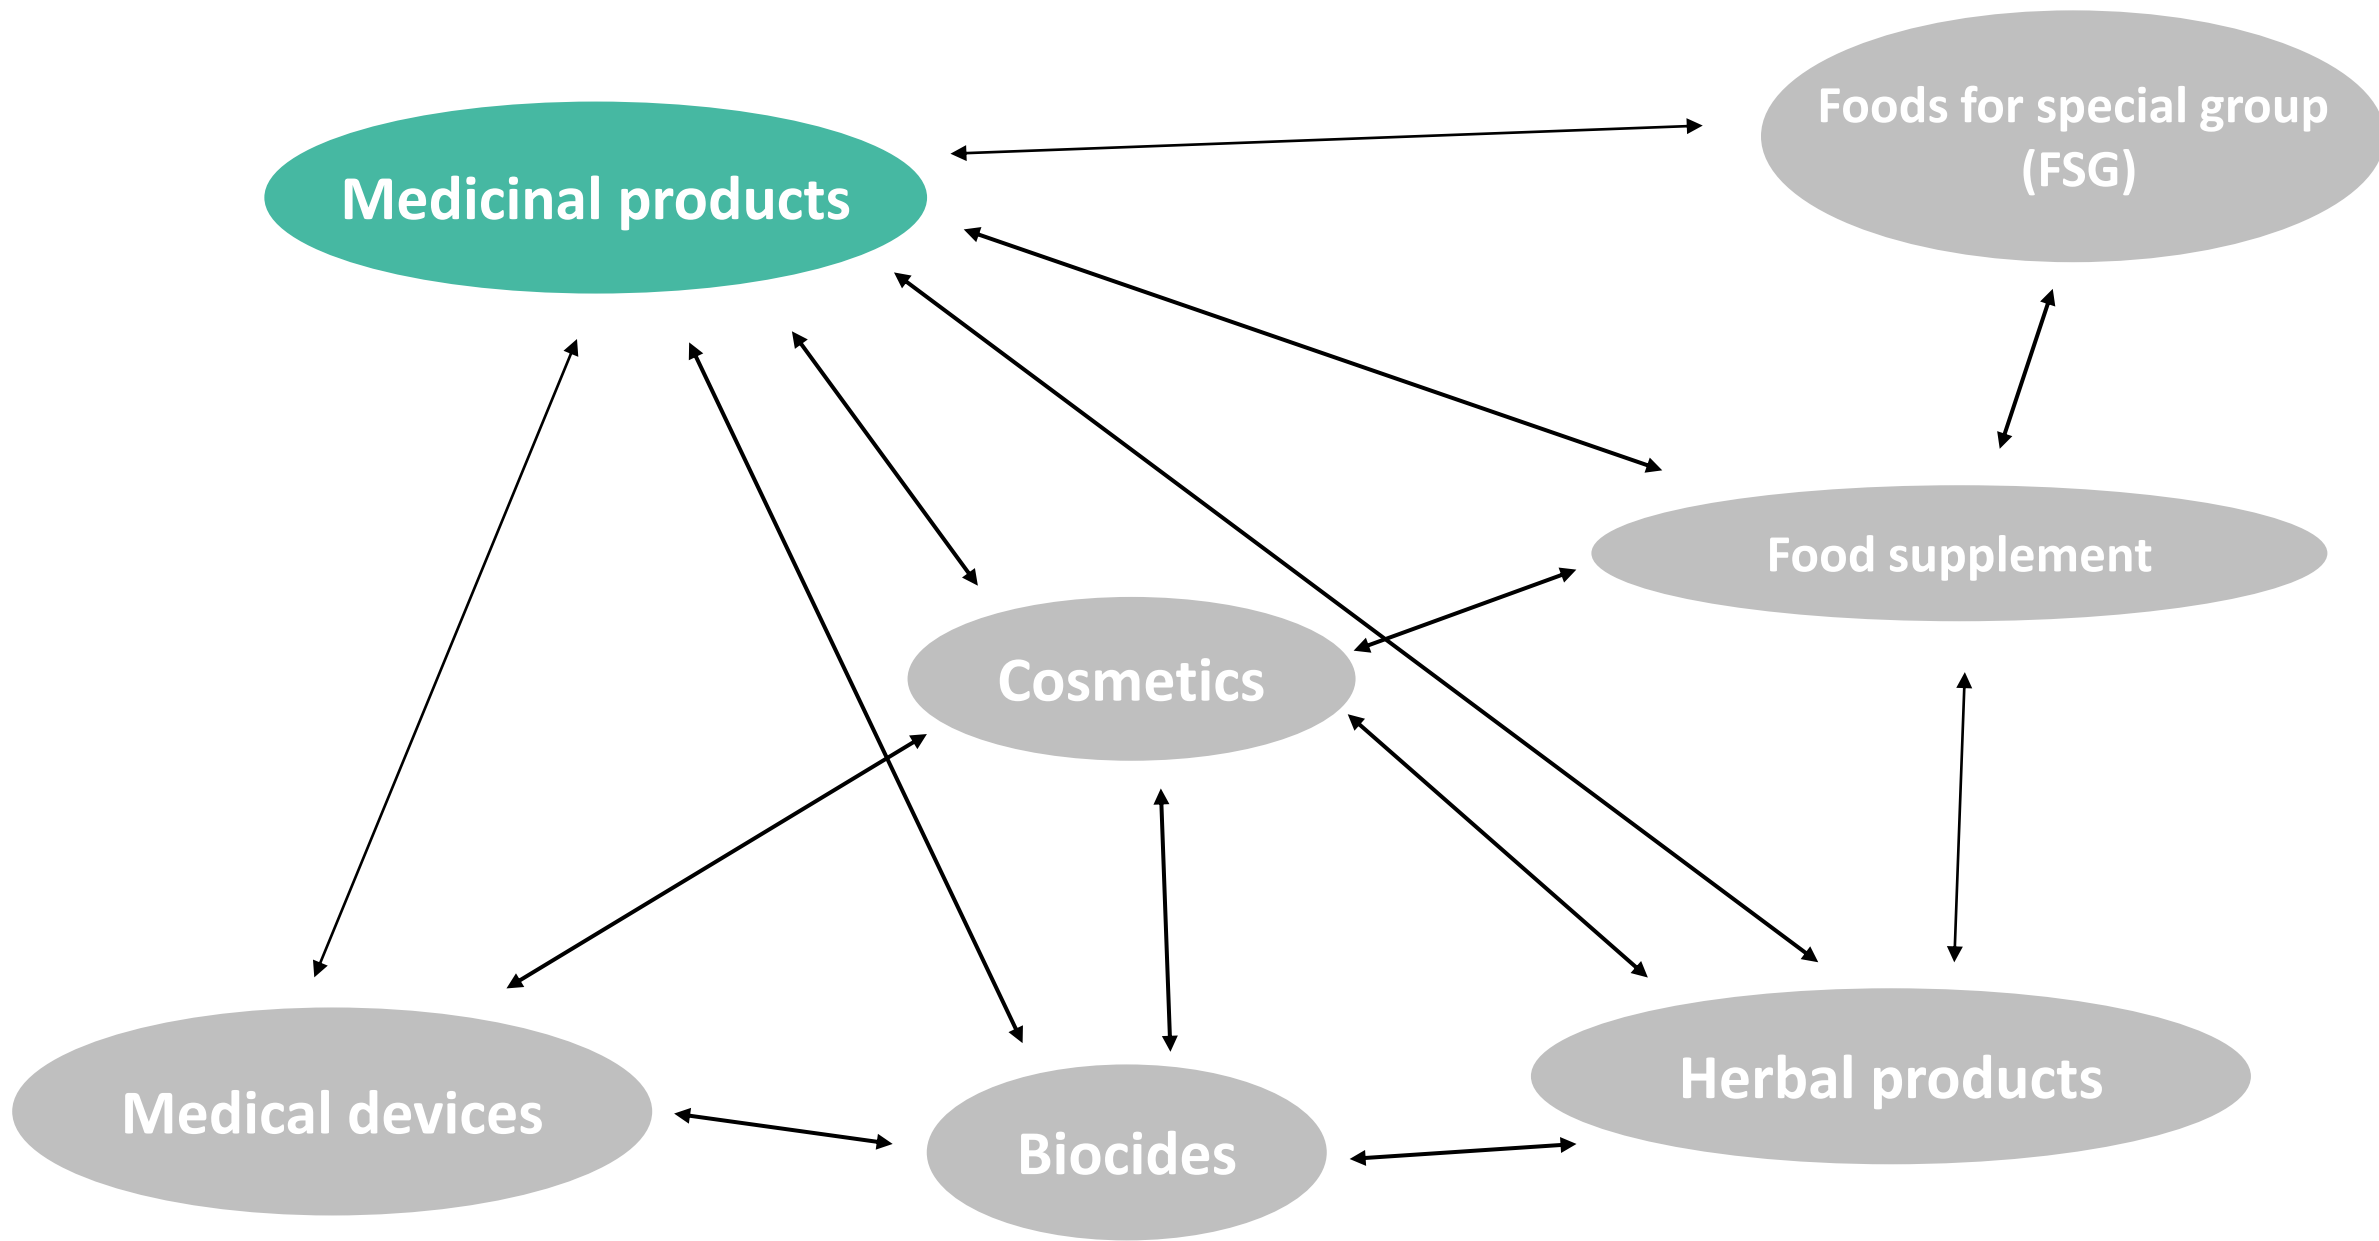 Foods for special group
(FSG)
Medicinal products
Food supplement
Cosmetics
Herbal products
Medical devices
Biocides